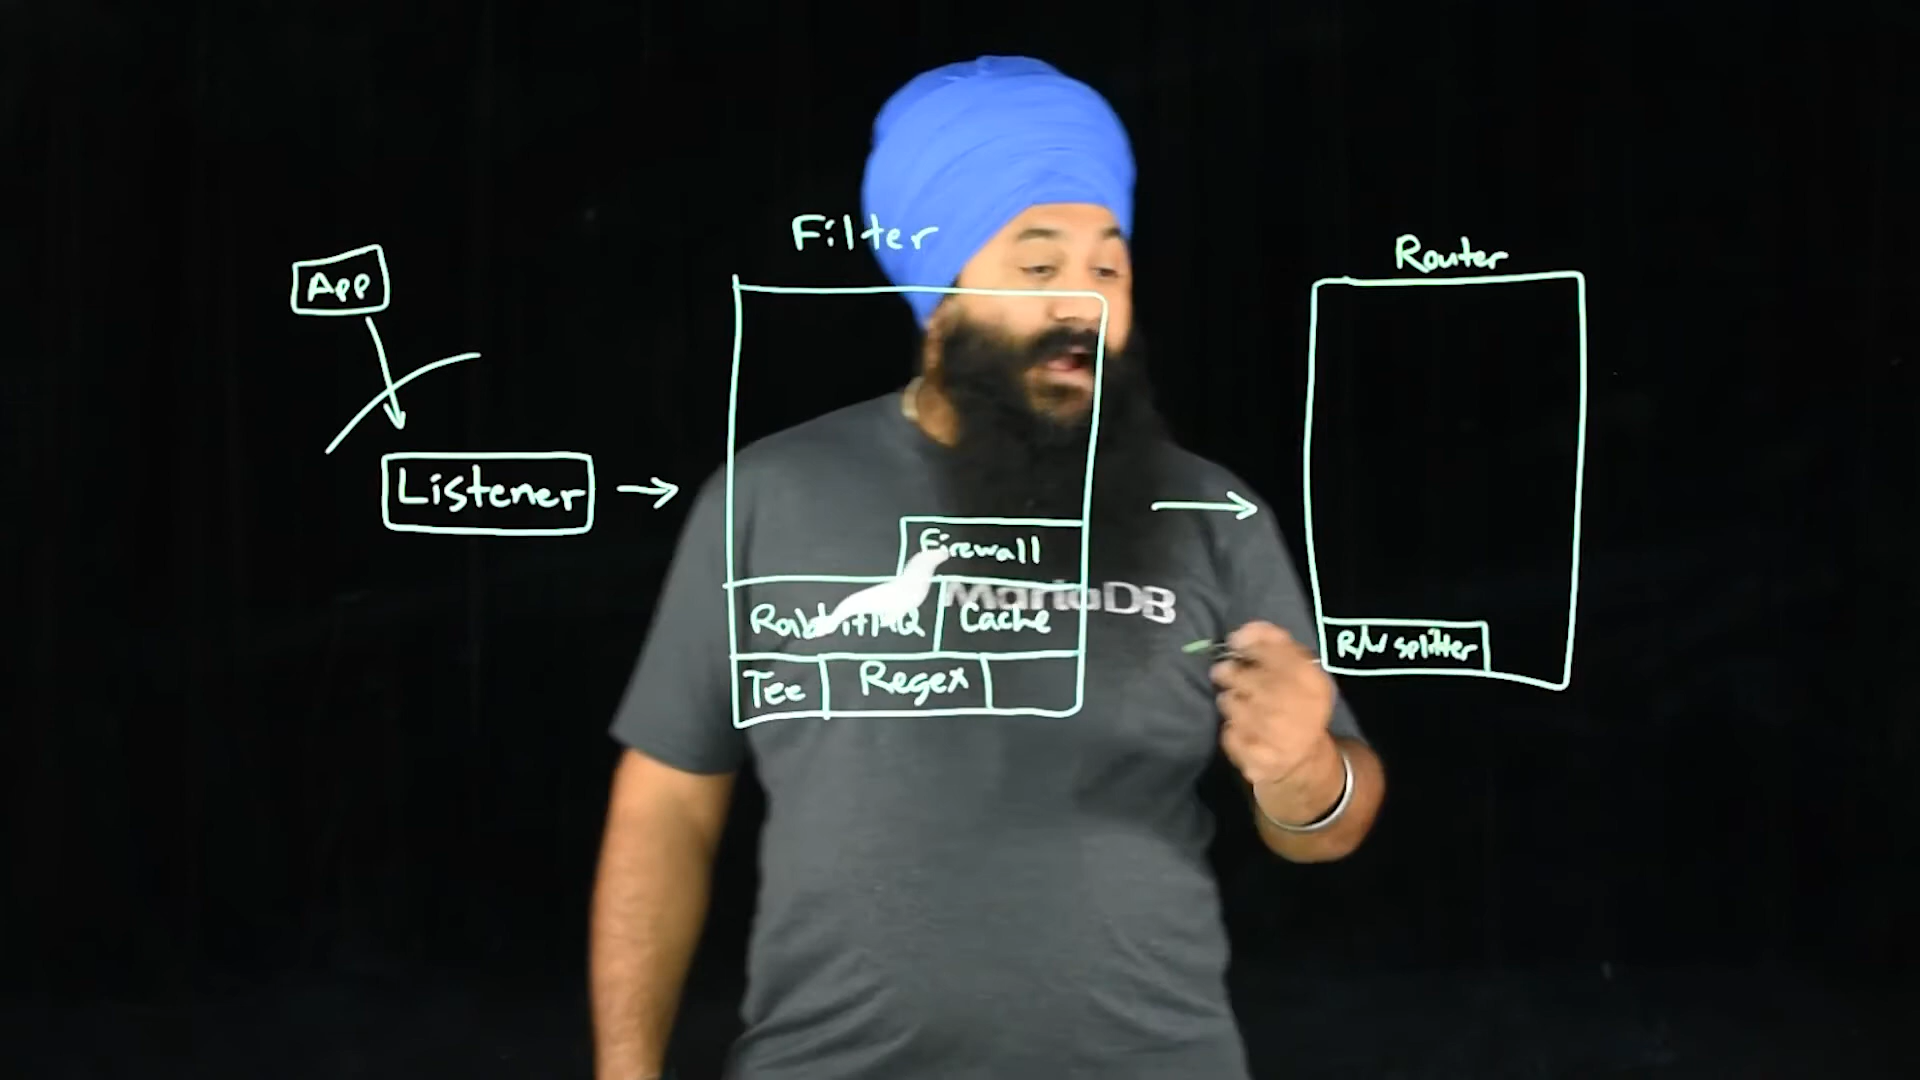 App
Listener
Filter
Firewall
RabbitMQ
Cache
Tee
Regex
MariaDB
Router
R/W splitter